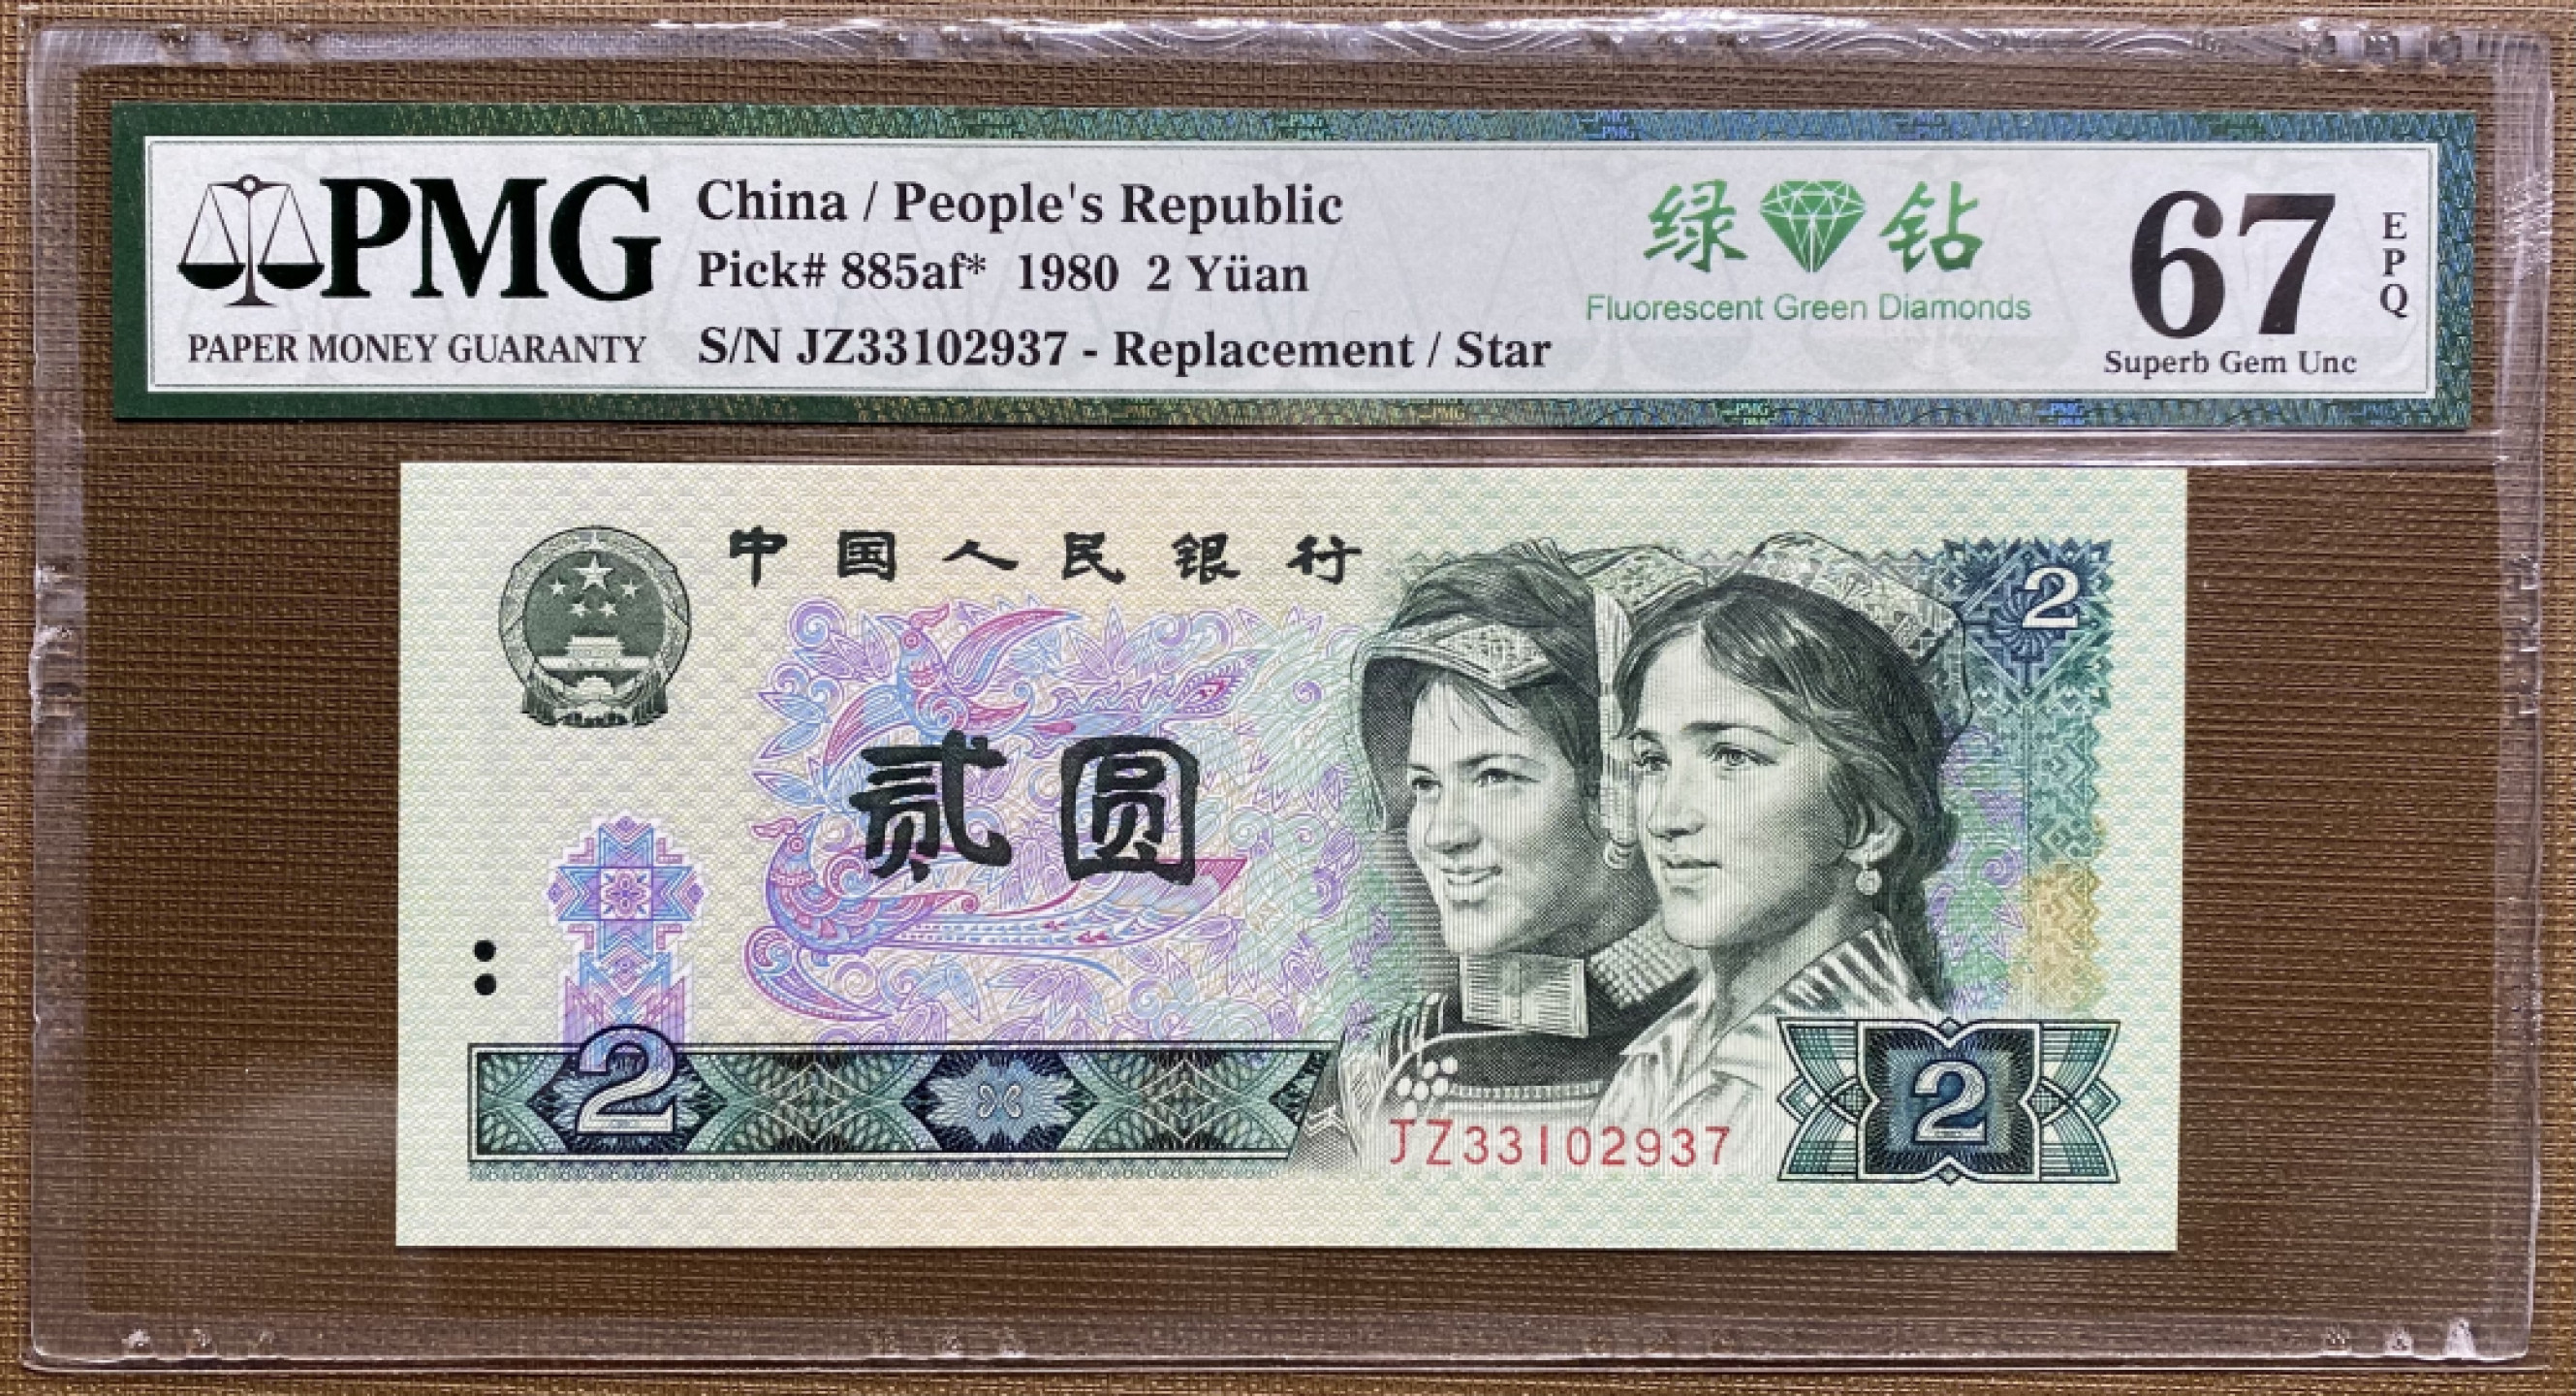 PMG
PAPER MONEY GUARANTY
China / People's Republic
Pick# 885af* 1980 2 Yüan
S/N JZ33102937 - Replacement / Star
绿 钻
Fluorescent Green Diamonds
67
EPQ
Superb Gem Unc
中国人民银行
2
贰圆
2
JZ33102937
2